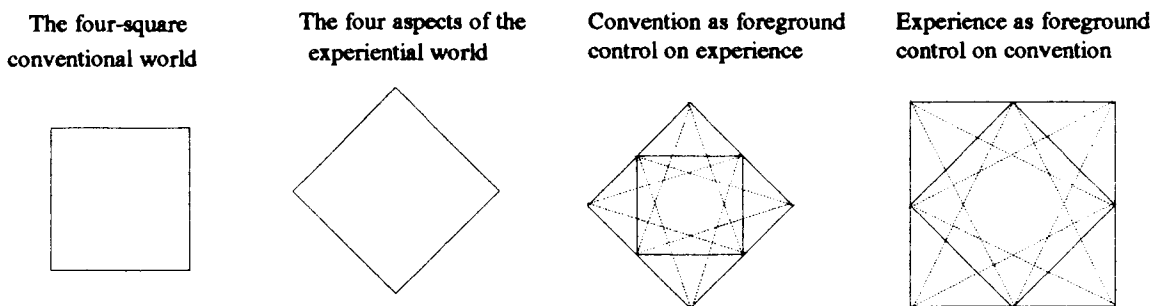 The four-square
conventional world
The four aspects of the
experiential world
Convention as foreground
control on experience
Experience as foreground
control on convention